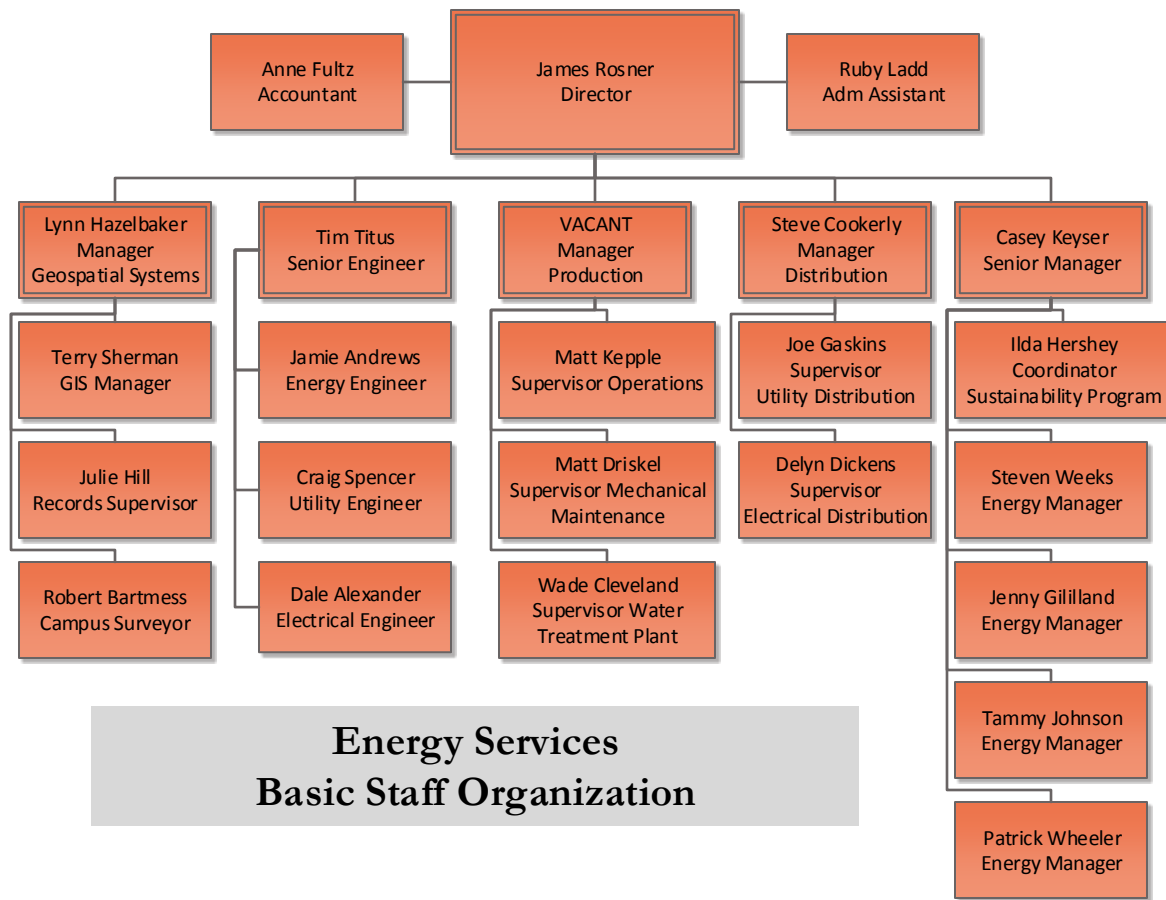 Anne Fultz
Accountant
James Rosner
Director
Ruby Ladd
Adm Assistant
Lynn Hazelbaker
Manager
Geospatial Systems
Tim Titus
Senior Engineer
VACANT
Manager
Production
Steve Cookerly
Manager
Distribution
Casey Keyser
Senior Manager
Terry Sherman
GIS Manager
Jamie Andrews
Energy Engineer
Matt Kepple
Supervisor Operations
Joe Gaskins
Supervisor
Utility Distribution
Ilda Hershey
Coordinator
Sustainability Program
Julie Hill
Records Supervisor
Craig Spencer
Utility Engineer
Matt Driskel
Supervisor Mechanical
Maintenance
Delyn Dickens
Supervisor
Electrical Distribution
Steven Weeks
Energy Manager
Robert Bartmess
Campus Surveyor
Dale Alexander
Electrical Engineer
Wade Cleveland
Supervisor Water
Treatment Plant
Jenny Gililland
Energy Manager
Tammy Johnson
Energy Manager
Patrick Wheeler
Energy Manager
Energy Services
Basic Staff Organization